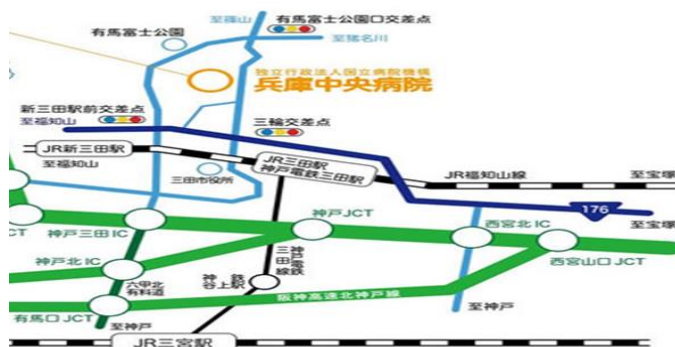 至篠山
有馬富士公園口交差点
有馬富士公園
至猪名川
独立行政法人国立病院機構
兵庫中央病院
新三田駅前交差点
至福知山
三輪交差点
JR新三田駅
至福知山
JR三田駅
神戸電鉄三田駅
JR福知山線
至宝塚
三田市役所
176
神戸JCT
至宝塚
CT
神戸三田IC
西宮北IC
神戸北IC
神戸電鉄
三田線
西宮山口JCT
六甲北
有料道
神鉄
谷上駅
阪神高速北神戸線
有馬口JCT
至神戸
至神戸
JR三宮駅